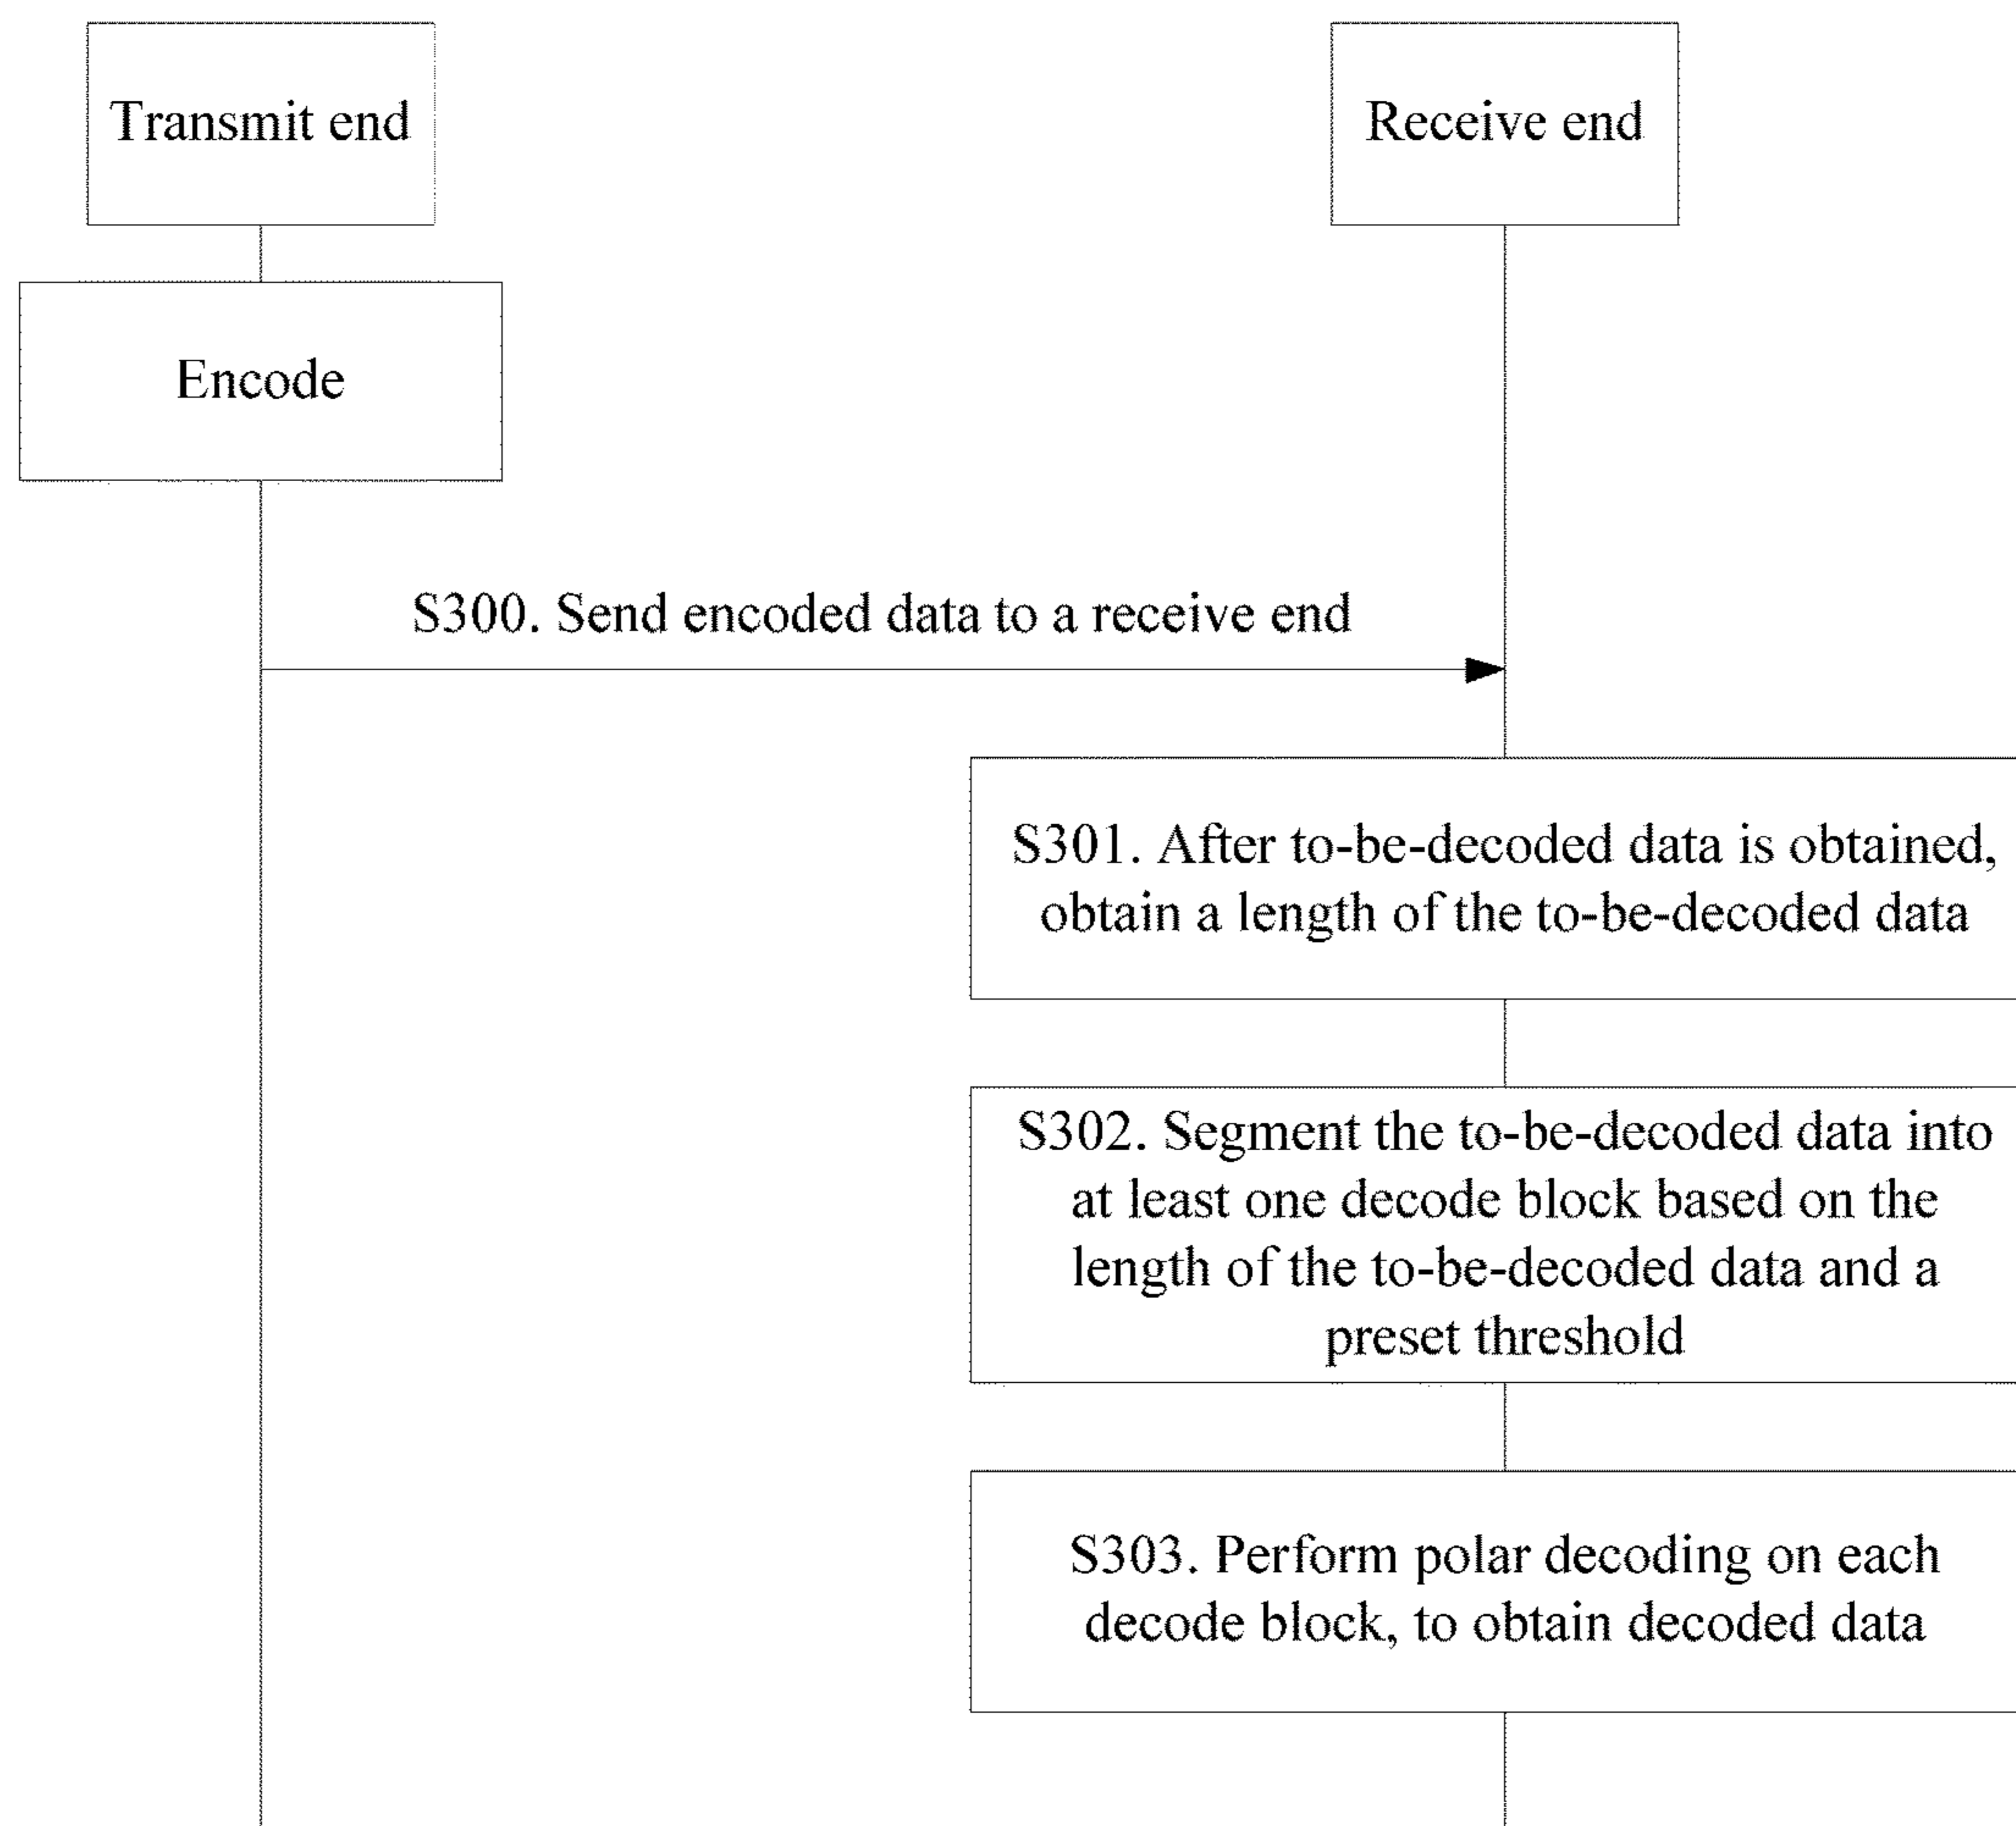 Transmit end
Receive end
Encode
S300. Send encoded data to a receive end
S301. After to-be-decoded data is obtained,
obtain a length of the to-be-decoded data
S302. Segment the to-be-decoded data into
at least one decode block based on the
length of the to-be-decoded data and a
preset threshold
S303. Perform polar decoding on each
decode block, to obtain decoded data